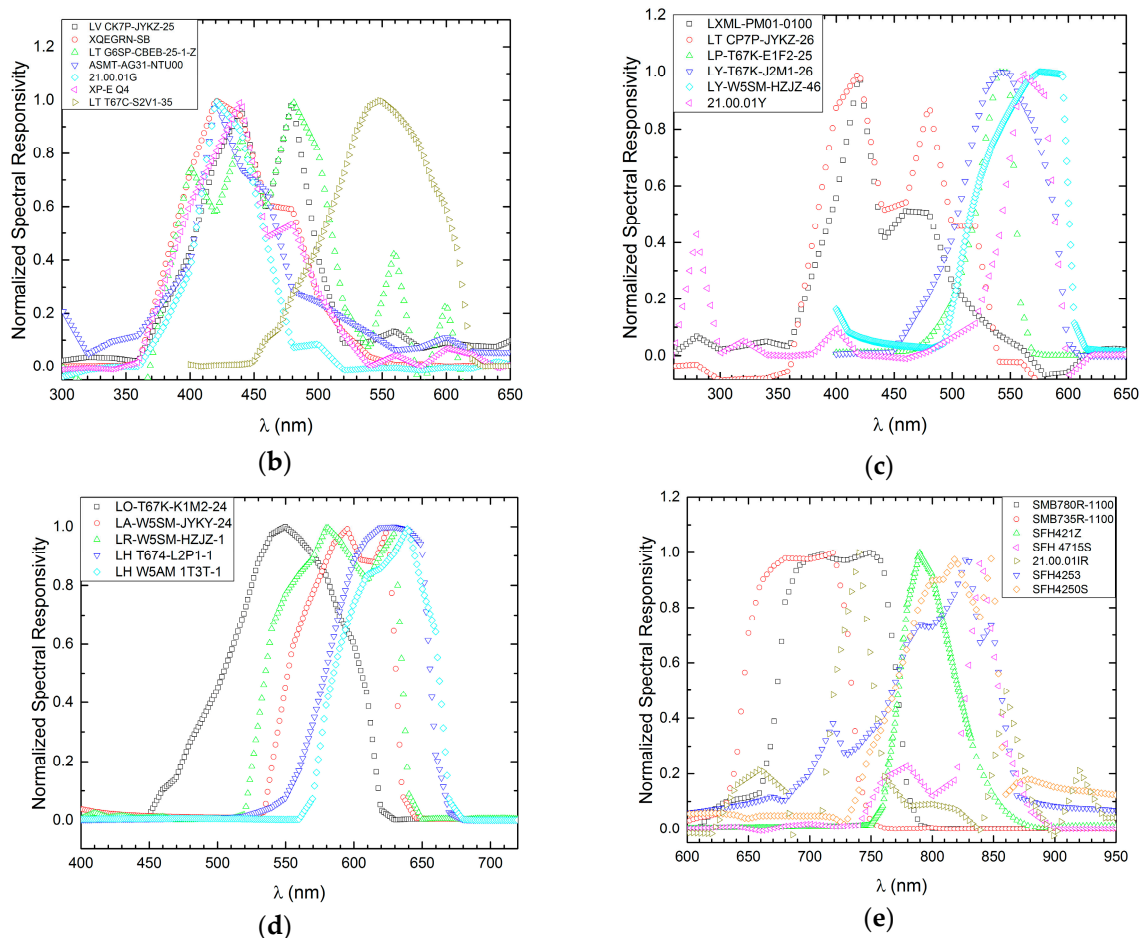 LV CK7P-JYKZ-25
XQEGRN-SB
LT G6SP-CBEB-25-1-Z
ASMT-AG31-NTU00
21.00.01G
XP-E Q4
LT T67C-S2V1-35
1.2
1.0
0.8
0.6
0.4
0.2
0.0
Normalized Spectral Responsivity
300 350 400 450 500 550 600 650
λ (nm)
(b)
LXML-PM01-0100
LT CP7P-JYKZ-26
LP-T67K-E1F2-25
LY-T67K-J2M1-26
LY-W5SM-HZJZ-46
21.00.01Y
1.2
1.0
0.8
0.6
0.4
0.2
0.0
Normalized Spectral Responsivity
300 350 400 450 500 550 600 650
λ (nm)
(c)
LO-T67K-K1M2-24
LA-W5SM-JYKY-24
LR-W5SM-HZJZ-1
LH T674-L2P1-1
LH W5AM 1T3T-1
1.0
0.8
0.6
0.4
0.2
0.0
Normalized Spectral Responsivity
400 450 500 550 600 650 700
λ (nm)
(d)
SMB780R-1100
SMB735R-1100
SFH421Z
SFH 4715S
21.00.01IR
SFH4253
SFH4250S
1.2
1.0
0.8
0.6
0.4
0.2
0.0
Normalized Spectral Responsivity
600 650 700 750 800 850 900 950
λ (nm)
(e)